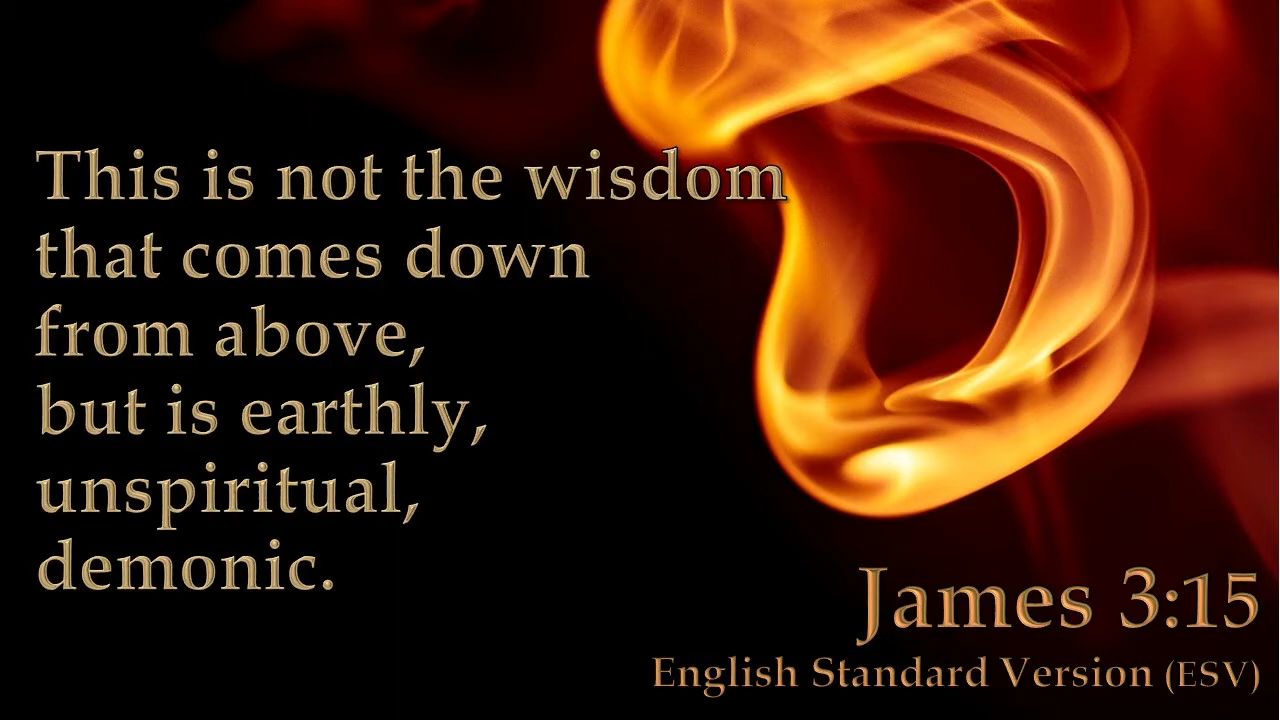 This is not the wisdom
that comes down
from above,
but is earthly,
unspiritual,
demonic.
James 3:15
English Standard Version (ESV)